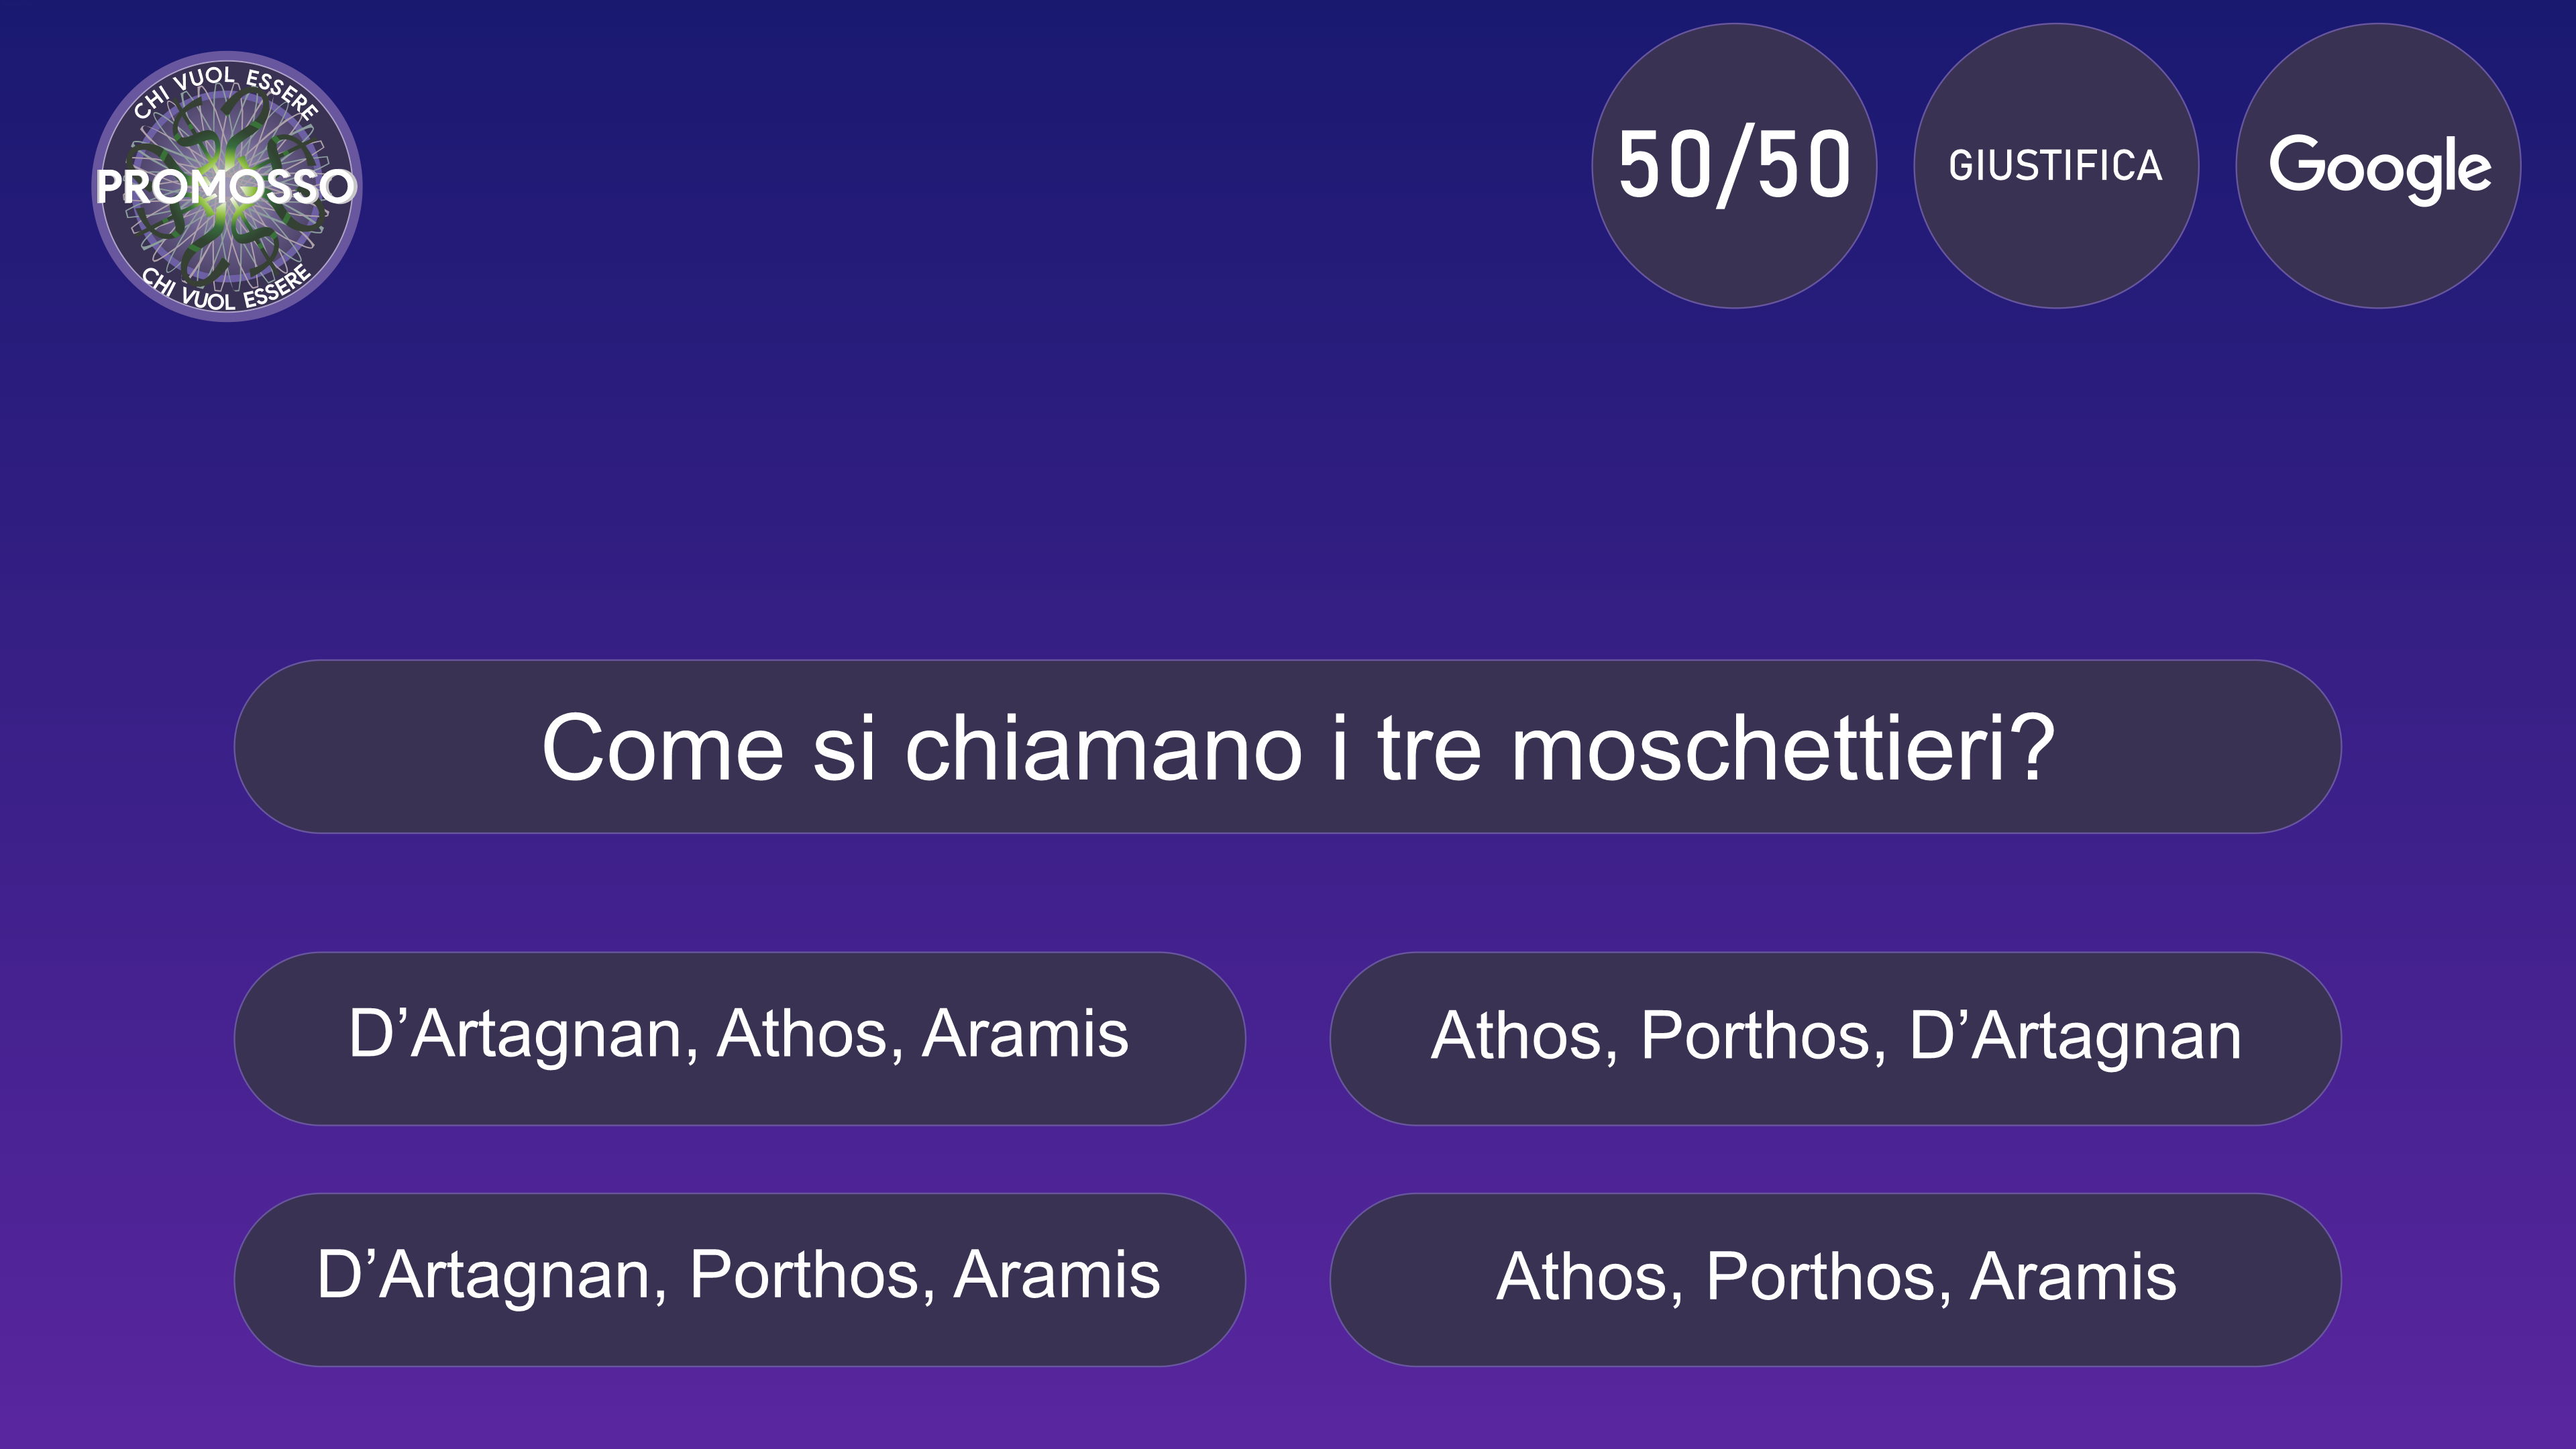 CHI VUOL ESSERE
PROMOSSO
CHI VUOL ESSERE
50/50
GIUSTIFICA
Google
Come si chiamano i tre moschettieri?
D’Artagnan, Athos, Aramis
Athos, Porthos, D’Artagnan
D’Artagnan, Porthos, Aramis
Athos, Porthos, Aramis